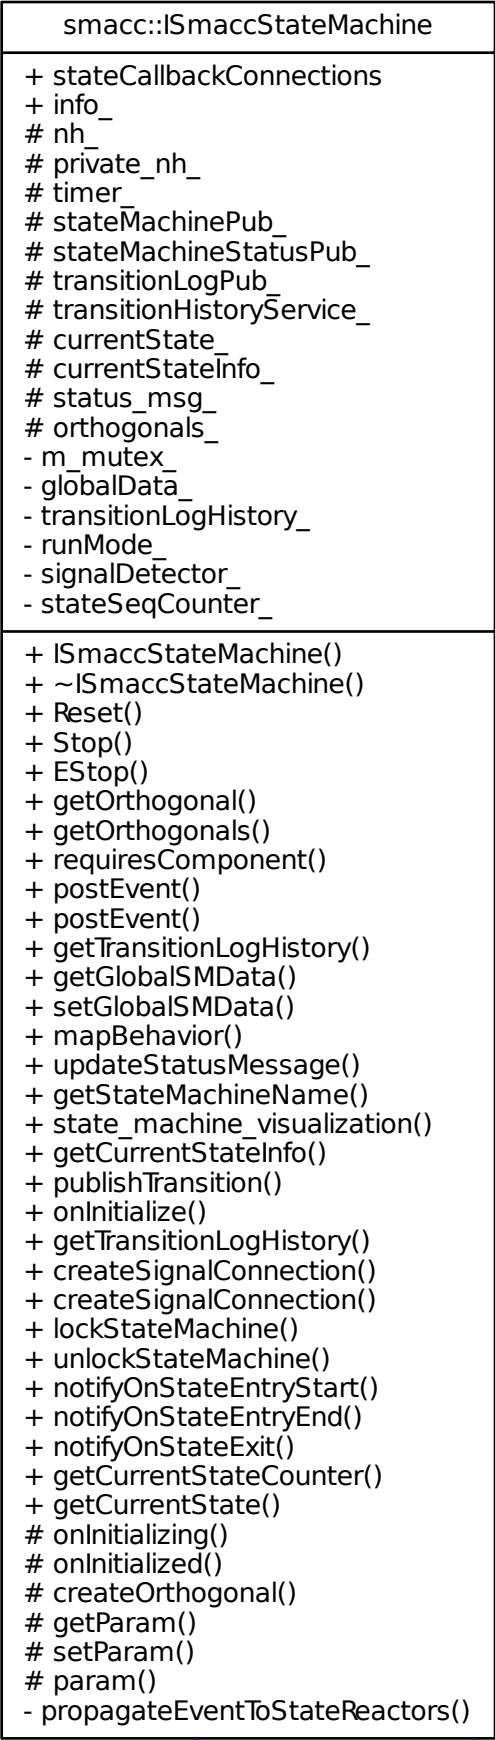 smacc::ISmaccStateMachine
+ stateCallbackConnections
+ info_
# nh_
# private_nh_
# timer_
# stateMachinePub_
# stateMachineStatusPub_
# transitionLogPub_
# transitionHistoryService_
# currentState_
# currentStateInfo_
# status_msg_
# orthogonals_
- m_mutex_
- globalData_
- transitionLogHistory_
- runMode_
- signalDetector_
- stateSeqCounter_
+ ISmaccStateMachine()
+ ~ISmaccStateMachine()
+ Reset()
+ Stop()
+ EStop()
+ getOrthogonal()
+ getOrthogonals()
+ requiresComponent()
+ postEvent()
+ postEvent()
+ getTransitionLogHistory()
+ getGlobalSMData()
+ setGlobalSMData()
+ mapBehavior()
+ updateStatusMessage()
+ getStateMachineName()
+ state_machine_visualization()
+ getCurrentStateInfo()
+ publishTransition()
+ onInitialize()
+ getTransitionLogHistory()
+ createSignalConnection()
+ createSignalConnection()
+ lockStateMachine()
+ unlockStateMachine()
+ notifyOnStateEntryStart()
+ notifyOnStateEntryEnd()
+ notifyOnStateExit()
+ getCurrentStateCounter()
+ getCurrentState()
# onInitializing()
# onInitialized()
# createOrthogonal()
# getParam()
# setParam()
# param()
- propagateEventToStateReactors()